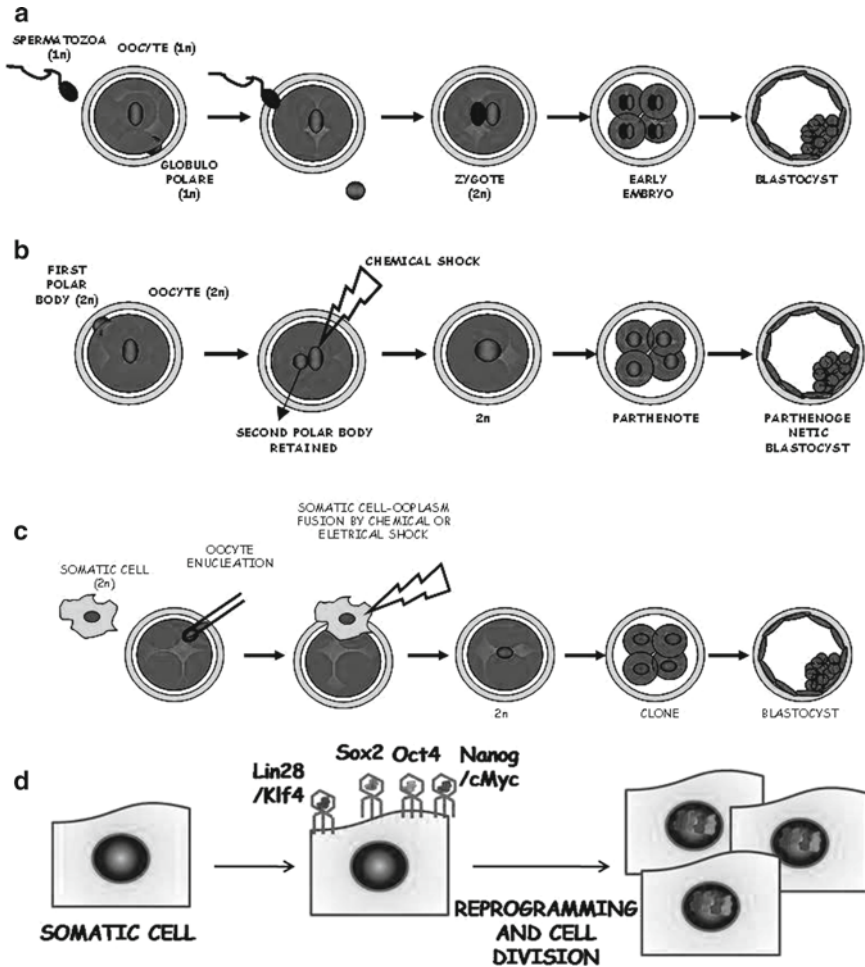 a
SPERMATOZOA
(1n)
OOCYTE (1n)
GLOBULO
POLARE
(1n)
ZYGOTE
(2n)
EARLY
EMBRYO
BLASTOCYST
b
FIRST
POLAR
BODY (2n)
OOCYTE (2n)
CHEMICAL SHOCK
SECOND POLAR BODY
RETAINED
2n
PARTHENOTE
PARTHENOGE
NETIC
BLASTOCYST
c
SOMATIC CELL
(2n)
OOCYTE
ENUCLEATION
SOMATIC CELL-OOPLASM
FUSION BY CHEMICAL OR
ELETRICAL SHOCK
2n
CLONE
BLASTOCYST
d
SOMATIC CELL
Lin28
/Klf4
Sox2
Oct4
Nanog
/cMyc
REPROGRAMMING
AND CELL
DIVISION